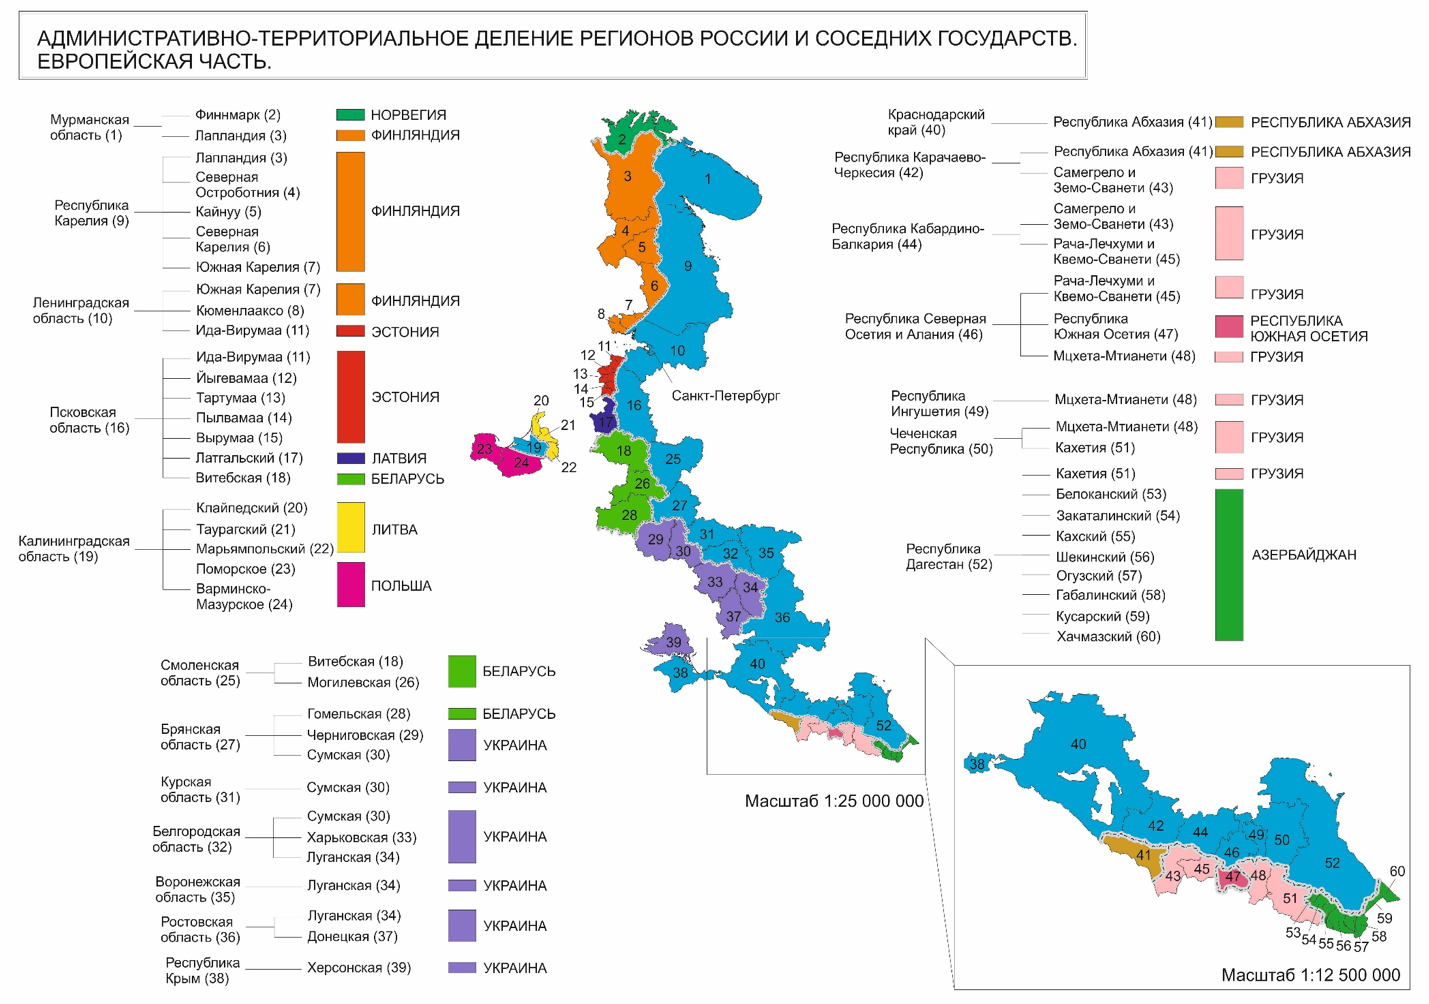 АДМИНИСТРАТИВНО-ТЕРРИТОРИАЛЬНОЕ ДЕЛЕНИЕ РЕГИОНОВ РОССИИ И СОСЕДНИХ ГОСУДАРСТВ.
ЕВРОПЕЙСКАЯ ЧАСТЬ.
Мурманская
область (1)
Финнмарк (2)
НОРВЕГИЯ
Лапландия (3)
ФИНЛЯНДИЯ
Республика
Карелия (9)
Лапландия (3)
Северная
Остроботния (4)
Кайнуу (5)
Северная
Карелия (6)
Южная Карелия (7)
ФИНЛЯНДИЯ
Ленинградская
область (10)
Южная Карелия (7)
Кюменлааксо (8)
ФИНЛЯНДИЯ
Ида-Вирумаа (11)
ЭСТОНИЯ
Псковская
область (16)
Ида-Вирумаа (11)
Йыгевамаа (12)
Тартумаа (13)
Пылвамаа (14)
Вырумаа (15)
ЭСТОНИЯ
Латгальский (17)
ЛАТВИЯ
Витебская (18)
БЕЛАРУСЬ
Калининградская
область (19)
Клайпедский (20)
Таурагский (21)
Марьямпольский (22)
ЛИТВА
Поморское (23)
Варминско-
Мазурское (24)
ПОЛЬША
Смоленская
область (25)
Витебская (18)
Могилевская (26)
БЕЛАРУСЬ
Брянская
область (27)
Гомельская (28)
БЕЛАРУСЬ
Черниговская (29)
Сумская (30)
УКРАИНА
Курская
область (31)
Сумская (30)
УКРАИНА
Белгородская
область (32)
Сумская (30)
Харьковская (33)
Луганская (34)
УКРАИНА
Воронежская
область (35)
Луганская (34)
УКРАИНА
Ростовская
область (36)
Луганская (34)
Донецкая (37)
УКРАИНА
Республика
Крым (38)
Херсонская (39)
УКРАИНА
2
1
3
4
5
9
6
7
8
10
11
12
13
14
15
16
Санкт-Петербург
17
20
21
19
23
24
22
18
25
26
27
28
29
30
31
32
35
33
34
37
36
39
38
40
52
Масштаб 1:25 000 000
Краснодарский
край (40)
Республика Абхазия (41)
РЕСПУБЛИКА АБХАЗИЯ
Республика Карачаево-
Черкесия (42)
Республика Абхазия (41)
РЕСПУБЛИКА АБХАЗИЯ
Самегрело и
Земо-Сванети (43)
ГРУЗИЯ
Республика Кабардино-
Балкария (44)
Самегрело и
Земо-Сванети (43)
Рача-Лечхуми и
Квемо-Сванети (45)
ГРУЗИЯ
Республика Северная
Осетия и Алания (46)
Рача-Лечхуми и
Квемо-Сванети (45)
ГРУЗИЯ
Республика
Южная Осетия (47)
РЕСПУБЛИКА
ЮЖНАЯ ОСЕТИЯ
Мцхета-Мтианети (48)
ГРУЗИЯ
Республика
Ингушетия (49)
Мцхета-Мтианети (48)
ГРУЗИЯ
Чеченская
Республика (50)
Мцхета-Мтианети (48)
Кахетия (51)
ГРУЗИЯ
Республика
Дагестан (52)
Кахетия (51)
ГРУЗИЯ
Белоканский (53)
Закаталинский (54)
Кахский (55)
Шекинский (56)
Огузский (57)
Габалинский (58)
Кусарский (59)
Хачмазский (60)
АЗЕРБАЙДЖАН
40
38
42
44
49
50
46
52
41
43
45
47
48
51
60
59
58
53
54
55
56
57
Масштаб 1:12 500 000